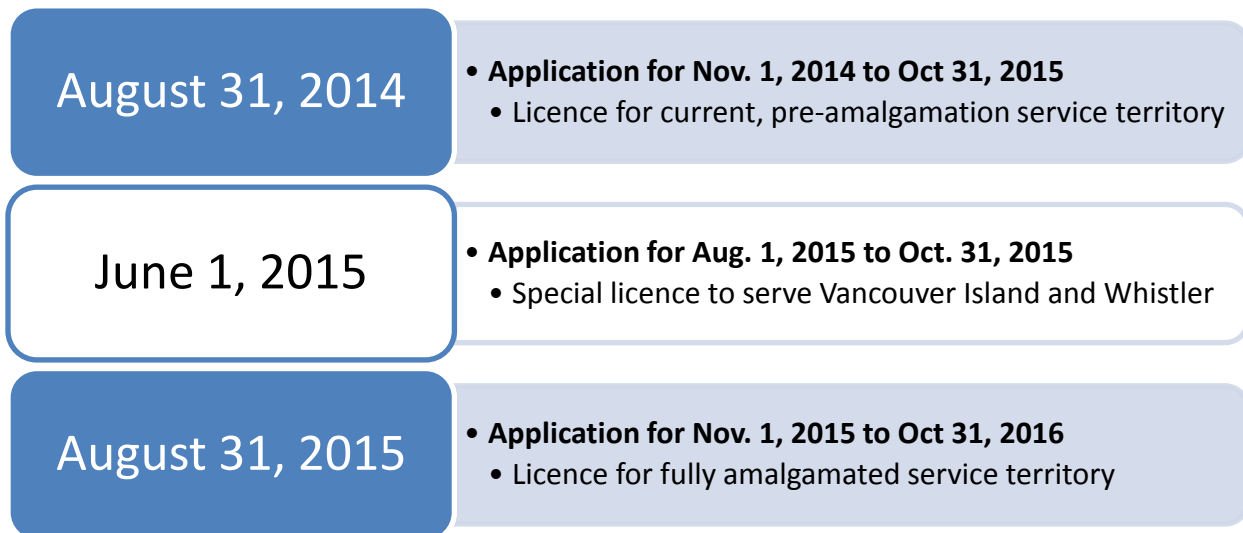 August 31, 2014
• Application for Nov. 1, 2014 to Oct 31, 2015
• Licence for current, pre-amalgamation service territory
June 1, 2015
• Application for Aug. 1, 2015 to Oct. 31, 2015
• Special licence to serve Vancouver Island and Whistler
August 31, 2015
• Application for Nov. 1, 2015 to Oct 31, 2016
• Licence for fully amalgamated service territory